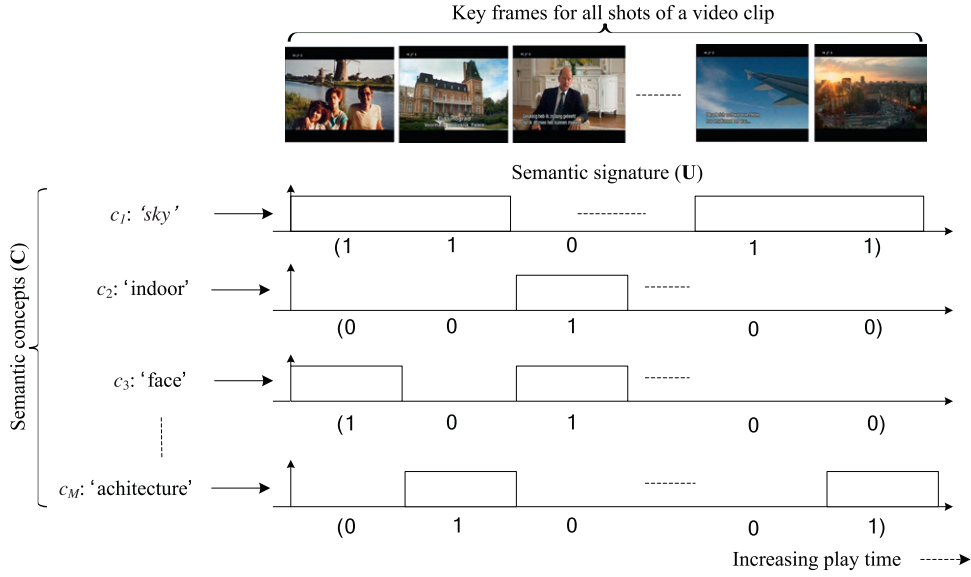 Key frames for all shots of a video clip
Semantic signature (U)
Semantic concepts (C)
c1: ‘sky’
(1 1 0 1 1)
c2: ‘indoor’
(0 0 1 0 0)
c3: ‘face’
(1 0 1 0 0)
cM: ‘achitecture’
(0 1 0 0 1)
Increasing play time